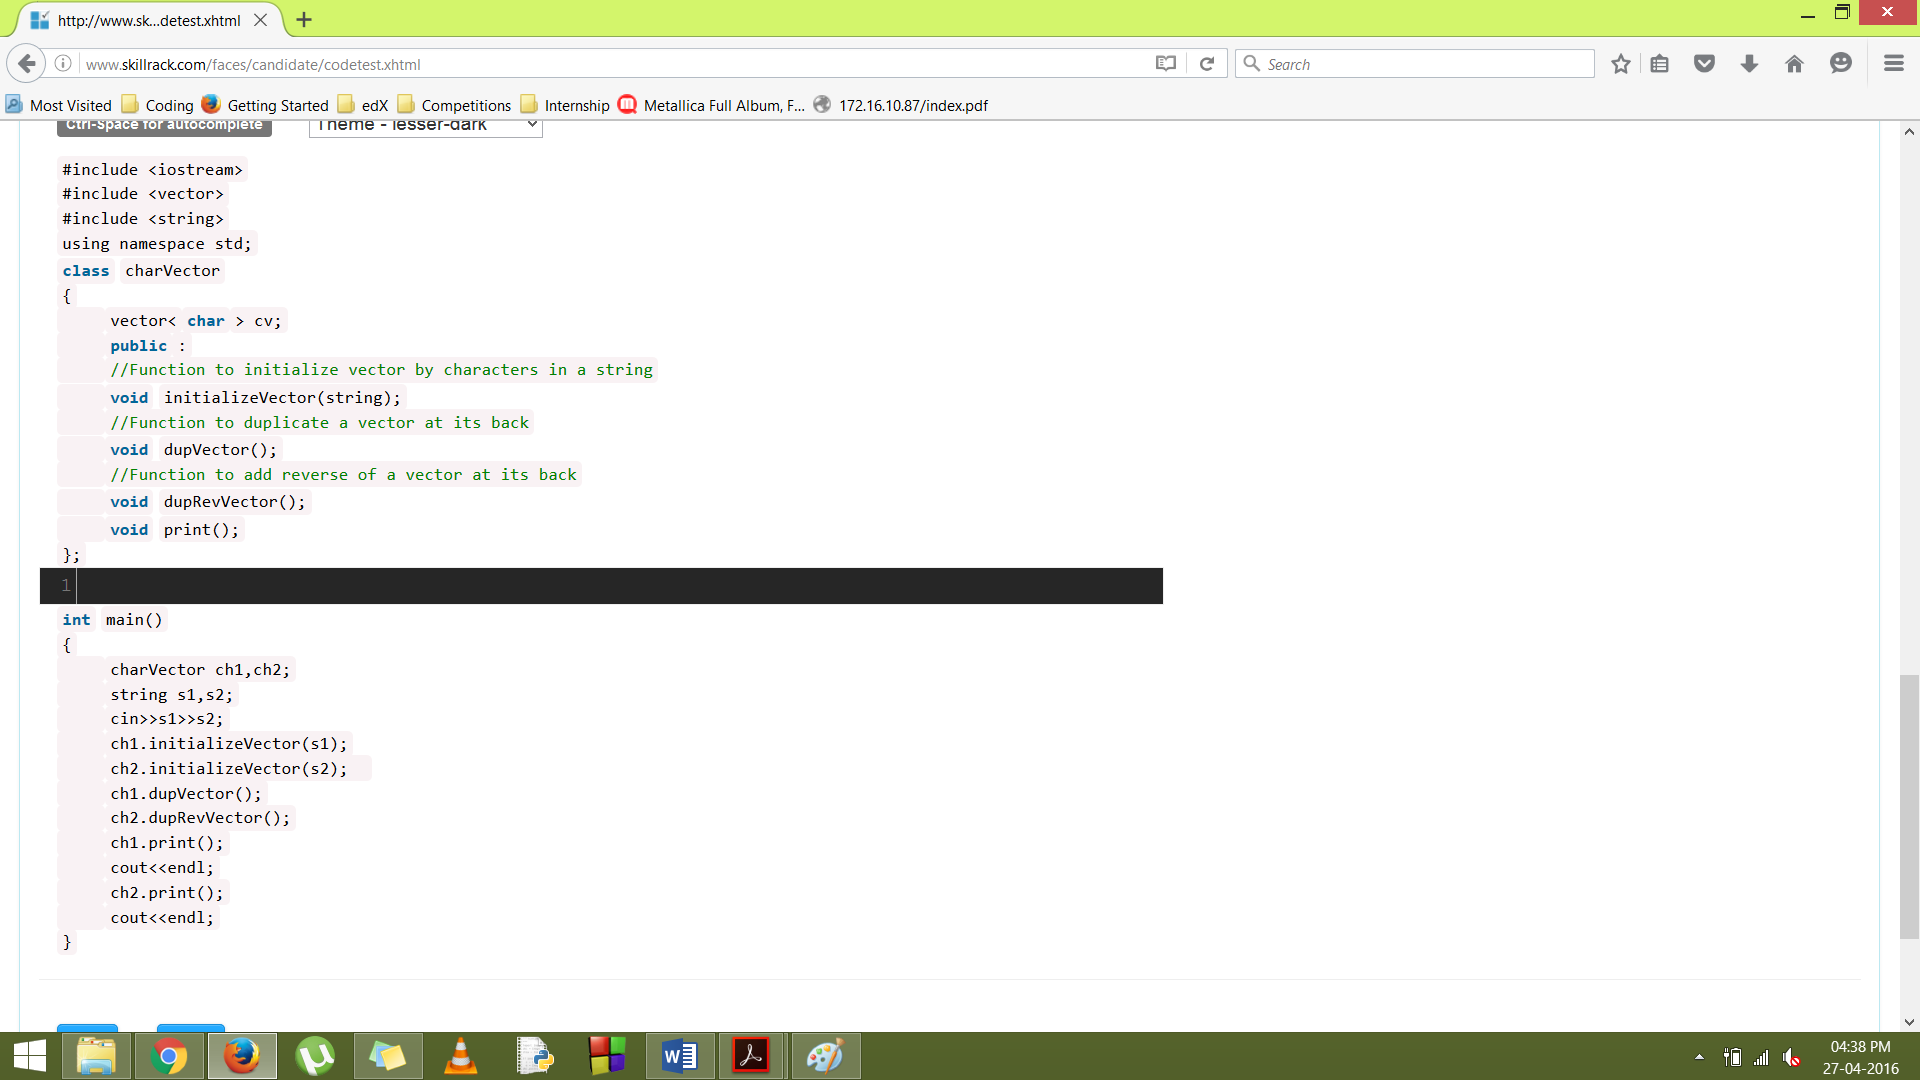 http://www.sk...detest.xhtml
www.skillrack.com/faces/candidate/codetest.xhtml
Search
Most Visited Coding Getting Started edX Competitions Internship Metallica Full Album, F... 172.16.10.87/index.pdf
Ctrl-Space for autocomplete Theme - lesser-dark
#include <iostream>
#include <vector>
#include <string>
using namespace std;
class charVector
{
vector< char > cv;
public :
//Function to initialize vector by characters in a string
void initializeVector(string);
//Function to duplicate a vector at its back
void dupVector();
//Function to add reverse of a vector at its back
void dupRevVector();
void print();
};
1
int main()
{
charVector ch1,ch2;
string s1,s2;
cin>>s1>>s2;
ch1.initializeVector(s1);
ch2.initializeVector(s2);
ch1.dupVector();
ch2.dupRevVector();
ch1.print();
cout<<endl;
ch2.print();
cout<<endl;
}
04:38 PM
27-04-2016